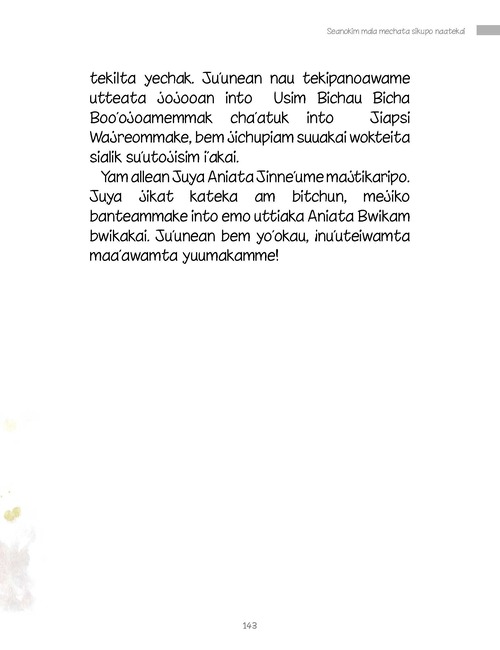 Seanokim mala mechata sikupo naatekai
tekilta yechak. Ju'unean nau tekipanoawame
utteata jojooan into Usim Bichau Bicha
Boo'ojoamemmak cha'atuk into Jiapsi
Wajreommake, bem jichupiam suuakai wokteita
sialik su'utojisim i'akai.
Yam allean Juya Aniata Jinne'ume majtikaripo.
Juya jikat kateka am bitchun, mejiko
banteammake into emo uttiaka Aniata Bwikam
bwikakai. Ju'unean bem yo'okau, inu'uteiwamta
maa'awamta yuumakamme!
143